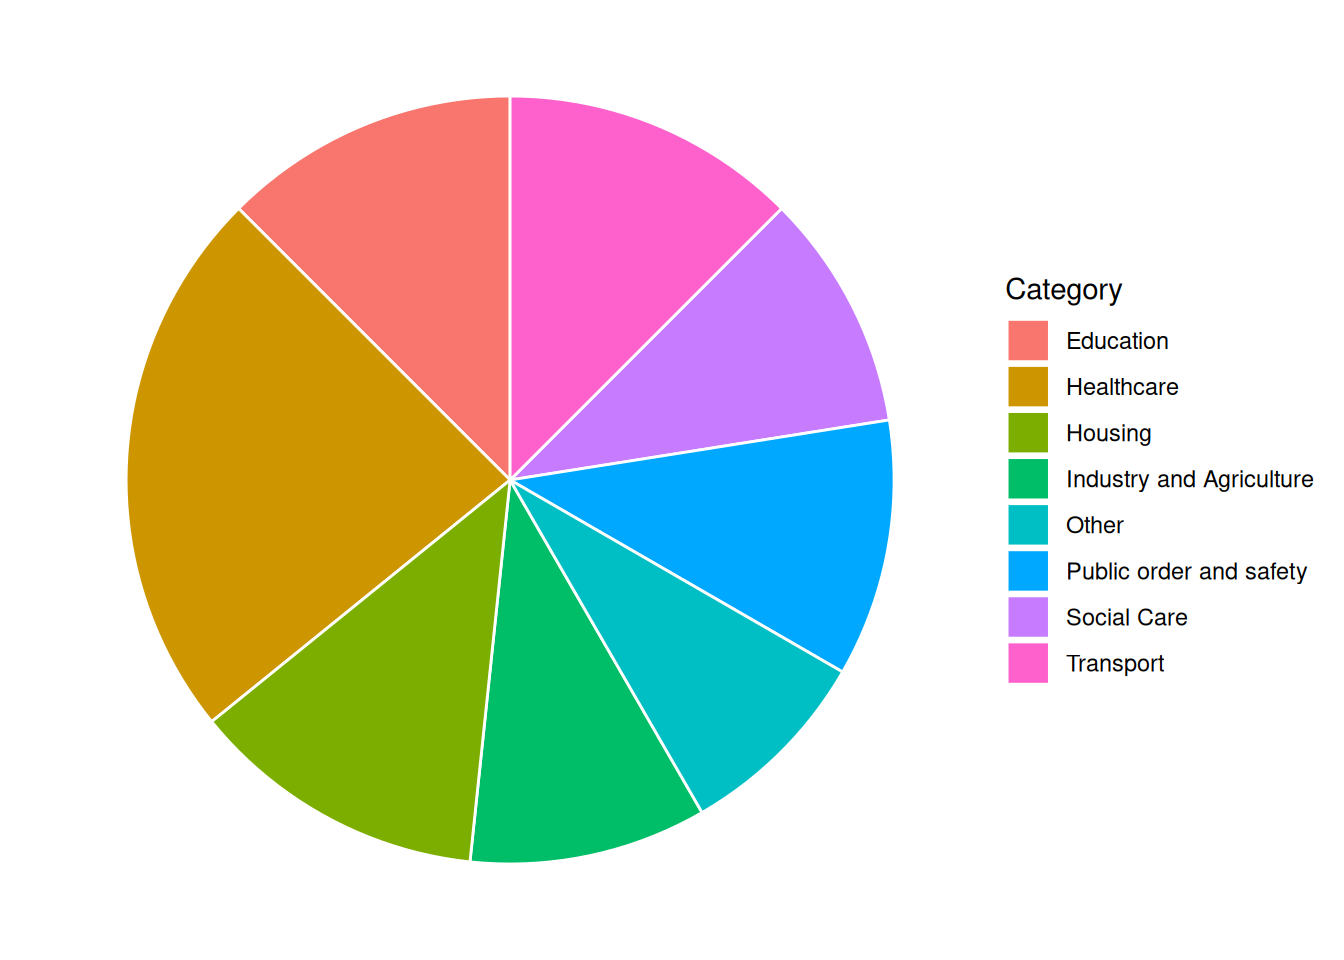 Category
Education
Healthcare
Housing
Industry and Agriculture
Other
Public order and safety
Social Care
Transport